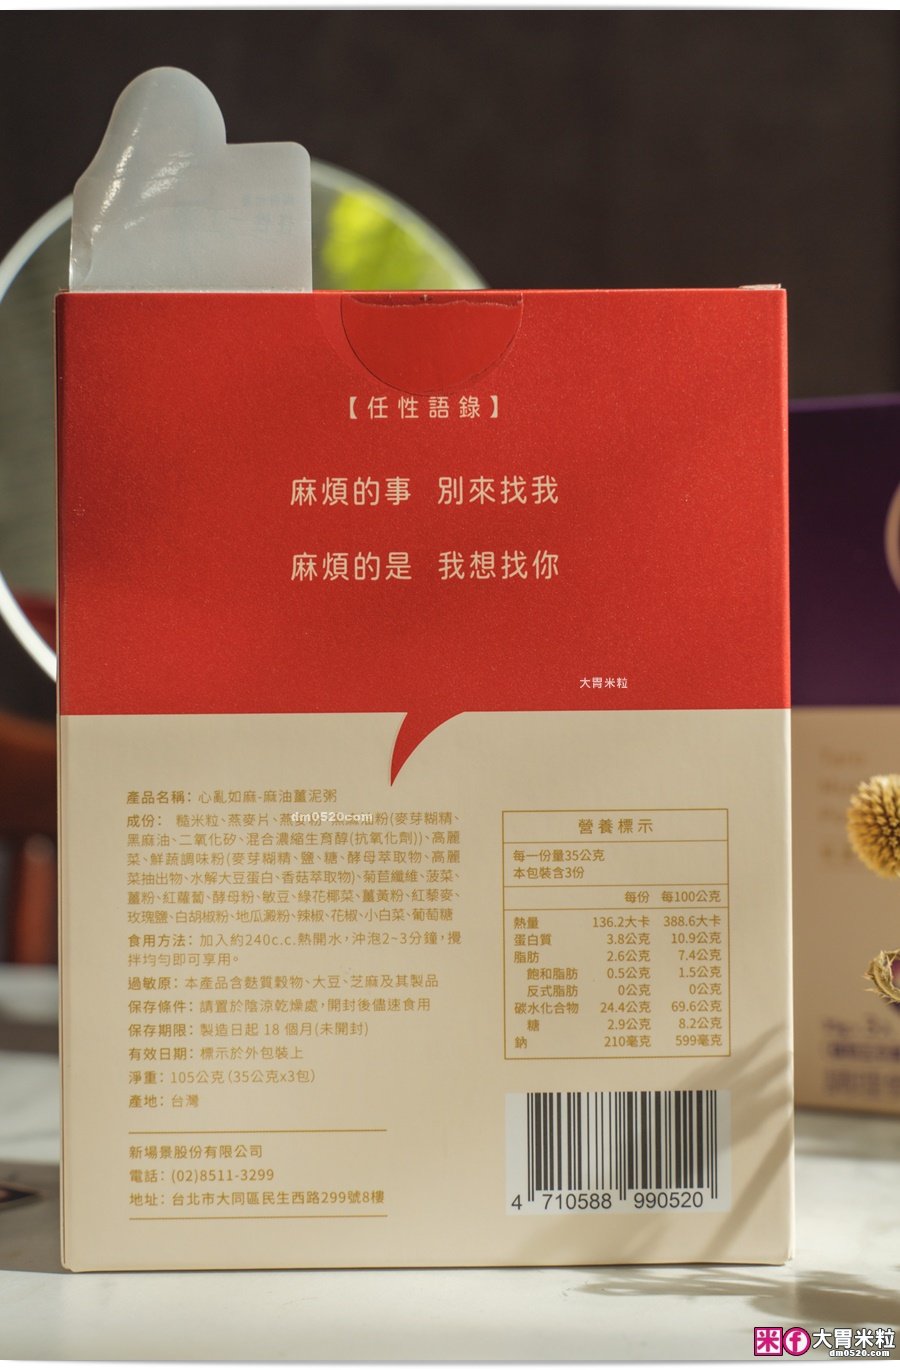 【任性語錄】
麻煩的事 別來找我
麻煩的是 我想找你
大胃米粒
產品名稱：心亂如麻-麻油薑泥粥
成份： 糙米粒、燕麥片、燕麥粉、黑麻油粉(麥芽糊精、
dm0520.com
黑麻油、二氧化矽、混合濃縮生育醇(抗氧化劑))、高麗
菜、鮮蔬調味粉(麥芽糊精、鹽、糖、酵母萃取物、高麗
菜抽出物、水解大豆蛋白、香菇萃取物)、菊苣纖維、菠菜、
薑粉、紅蘿蔔、酵母粉、敏豆、綠花椰菜、薑黃粉、紅藜麥、
玫瑰鹽、白胡椒粉、地瓜澱粉、辣椒、花椒、小白菜、葡萄糖
食用方法：加入約240c.c.熱開水，沖泡2~3分鐘，攪
拌均勻即可享用。
過敏原：本產品含麩質穀物、大豆、芝麻及其製品
保存條件：請置於陰涼乾燥處，開封後儘速食用
保存期限：製造日起 18 個月(未開封)
有效日期：標示於外包裝上
淨重：105公克(35公克x3包)
產地：台灣
新場景股份有限公司
電話：(02)8511-3299
地址：台北市大同區民生西路299號8樓
營養標示
每一份量35公克
本包裝含3份
每份 每100公克
熱量 136.2大卡 388.6大卡
蛋白質 3.8公克 10.9公克
脂肪 2.6公克 7.4公克
飽和脂肪 0.5公克 1.5公克
反式脂肪 0公克 0公克
碳水化合物 24.4公克 69.6公克
糖 2.9公克 8.2公克
鈉 210毫克 599毫克
4 710588 990520
米 f 大胃米粒
dm0520.com